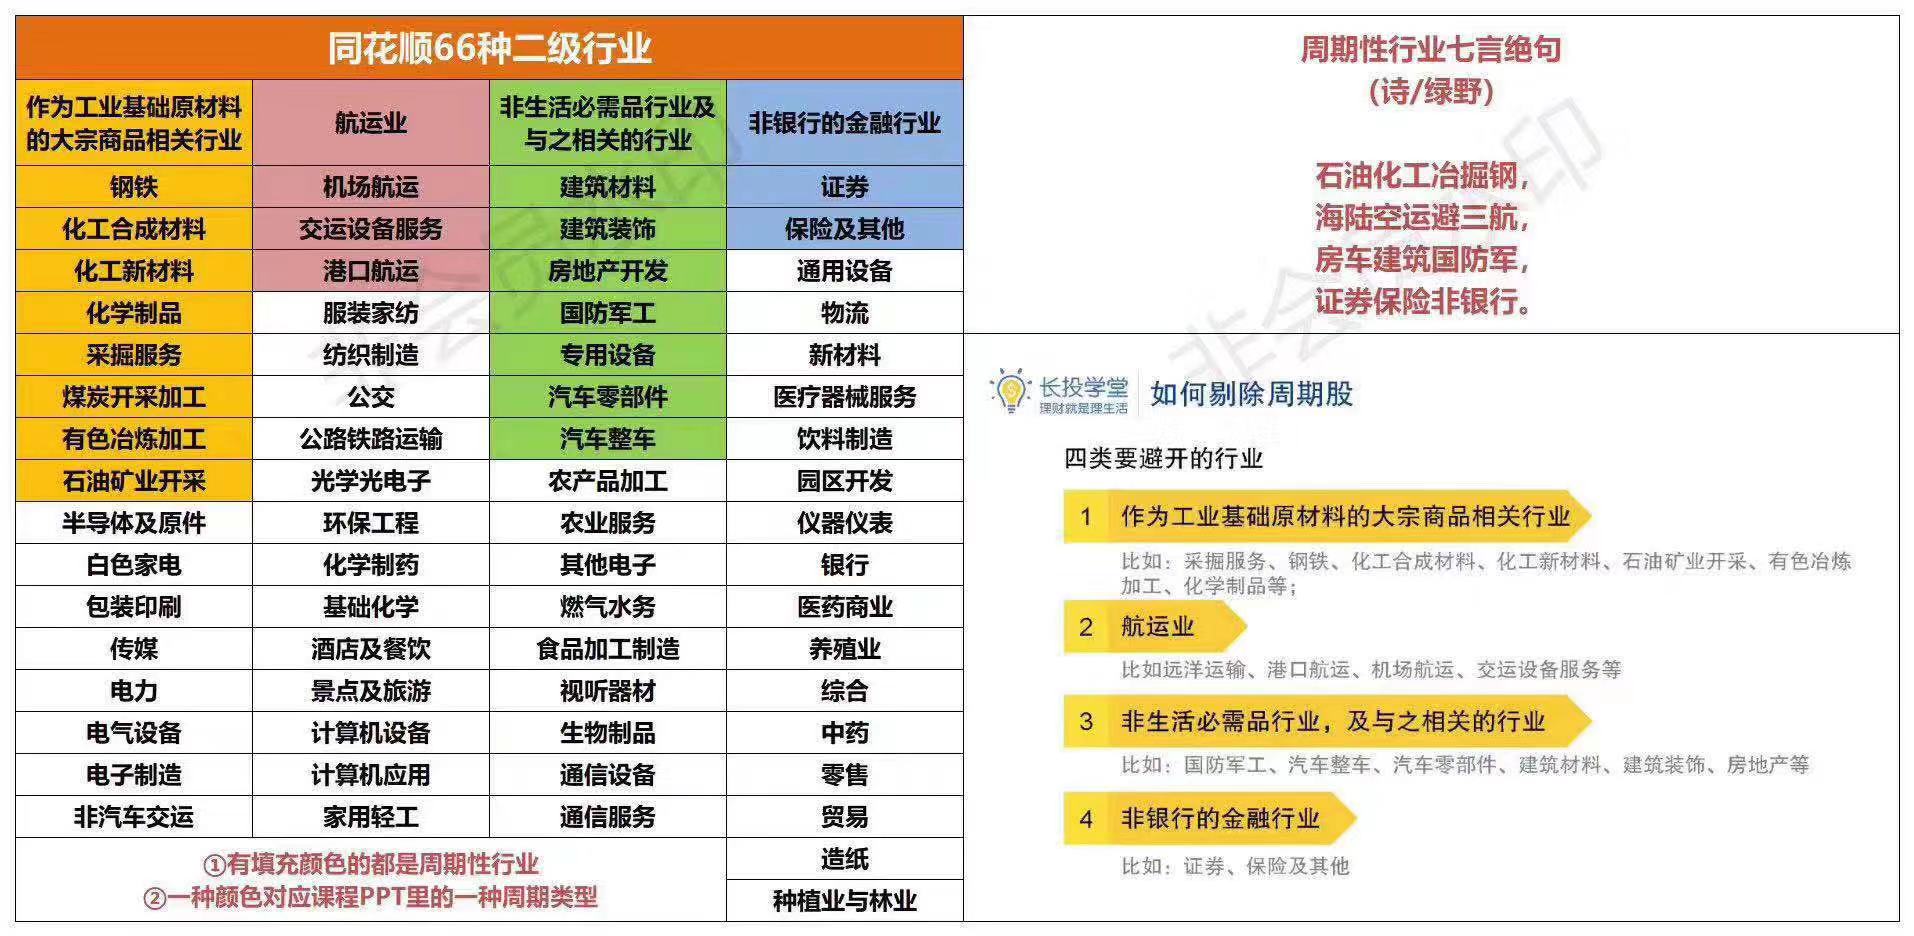 同花顺66种二级行业
作为工业基础原材料
的大宗商品相关行业
航运业
非生活必需品行业及
与之相关的行业
非银行的金融行业
钢铁 机场航运 建筑材料 证券
化工合成材料 交运设备服务 建筑装饰 保险及其他
化工新材料 港口航运 房地产开发 通用设备
化学制品 服装家纺 国防军工 物流
采掘服务 纺织制造 专用设备 新材料
煤炭开采加工 公交 汽车零部件 医疗器械服务
有色冶炼加工 公路铁路运输 汽车整车 饮料制造
石油矿业开采 光学光电子 农产品加工 园区开发
半导体及原件 环保工程 农业服务 仪器仪表
白色家电 化学制药 其他电子 银行
包装印刷 基础化学 燃气水务 医药商业
传媒 酒店及餐饮 食品加工制造 养殖业
电力 景点及旅游 视听器材 综合
电气设备 计算机设备 生物制品 中药
电子制造 计算机应用 通信设备 零售
非汽车交运 家用轻工 通信服务 贸易
造纸
种植业与林业
①有填充颜色的都是周期性行业
②一种颜色对应课程PPT里的一种周期类型
周期性行业七言绝句
（诗/绿野）
石油化工冶掘钢，
海陆空运避三航，
房车建筑国防军，
证券保险非银行。
长投学堂
理财就是理生活
如何剔除周期股
四类要避开的行业
1 作为工业基础原材料的大宗商品相关行业
比如：采掘服务、钢铁、化工合成材料、化工新材料、石油矿业开采、有色冶炼
加工、化学制品等；
2 航运业
比如远洋运输、港口航运、机场航运、交运设备服务等
3 非生活必需品行业，及与之相关的行业
比如：国防军工、汽车整车、汽车零部件、建筑材料、建筑装饰、房地产等
4 非银行的金融行业
比如：证券、保险及其他
非会员水印
非会员水印